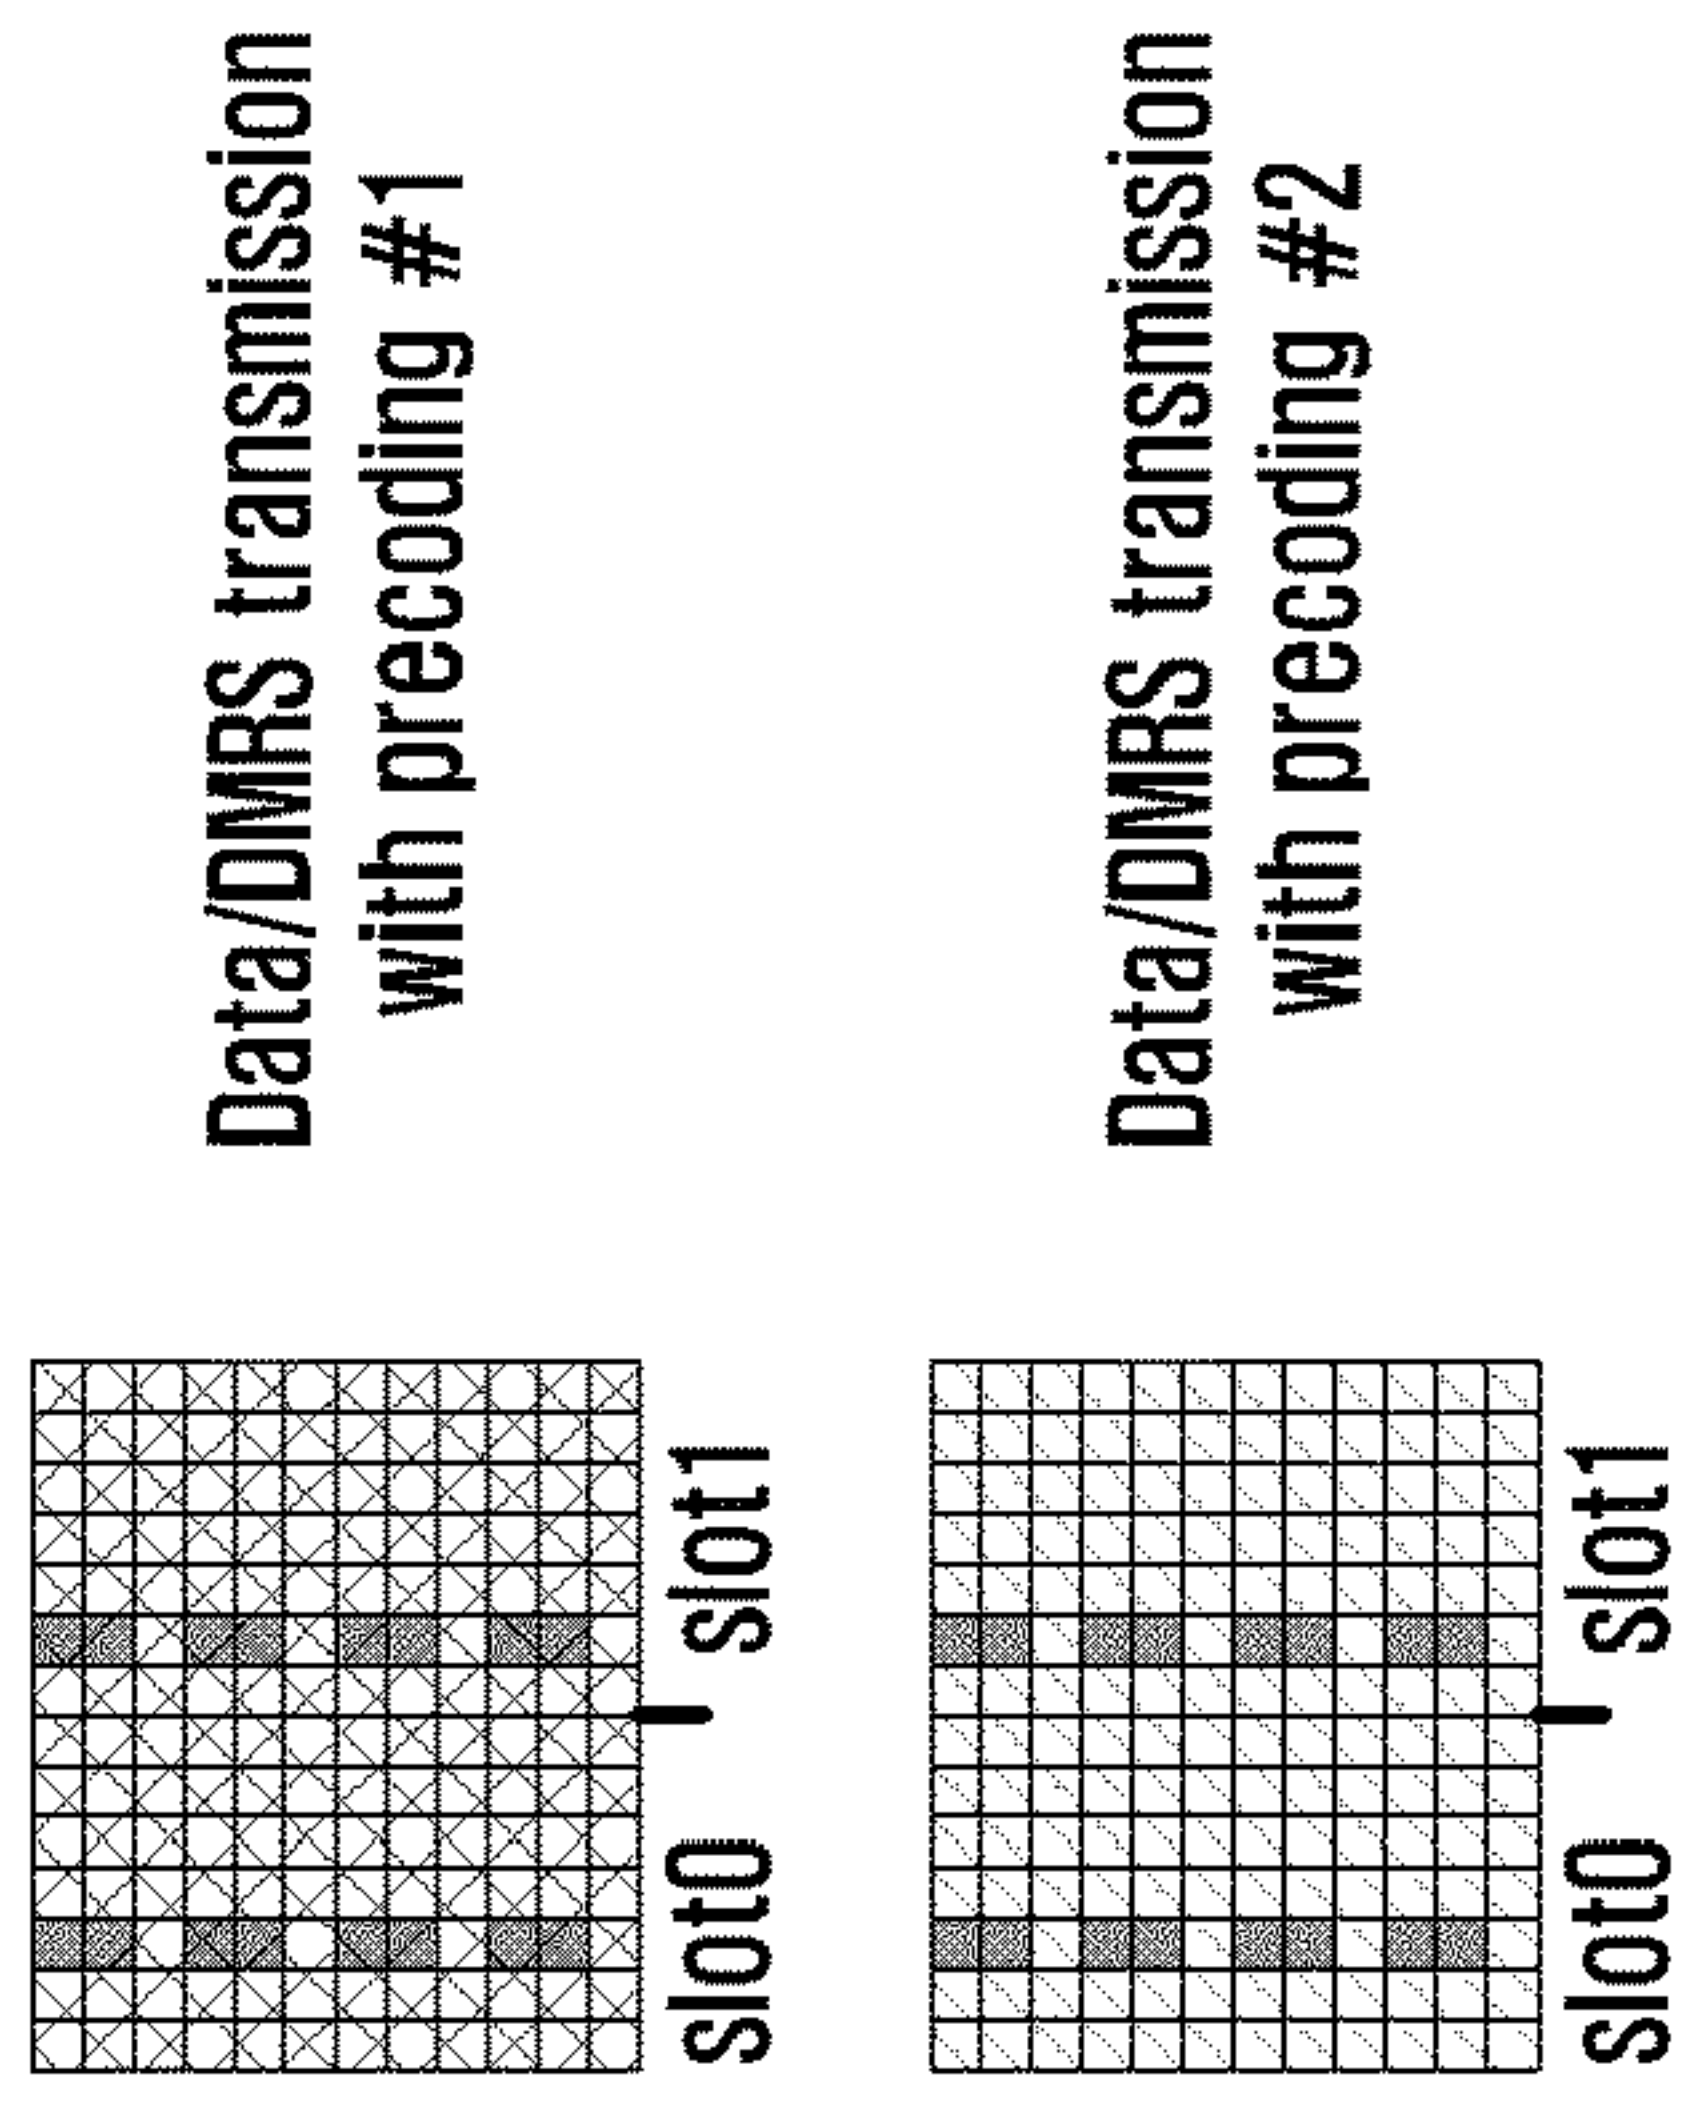 Data/DMRS transmission
with precoding #1
slot0 slot1
Data/DMRS transmission
with precoding #2
slot0 slot1